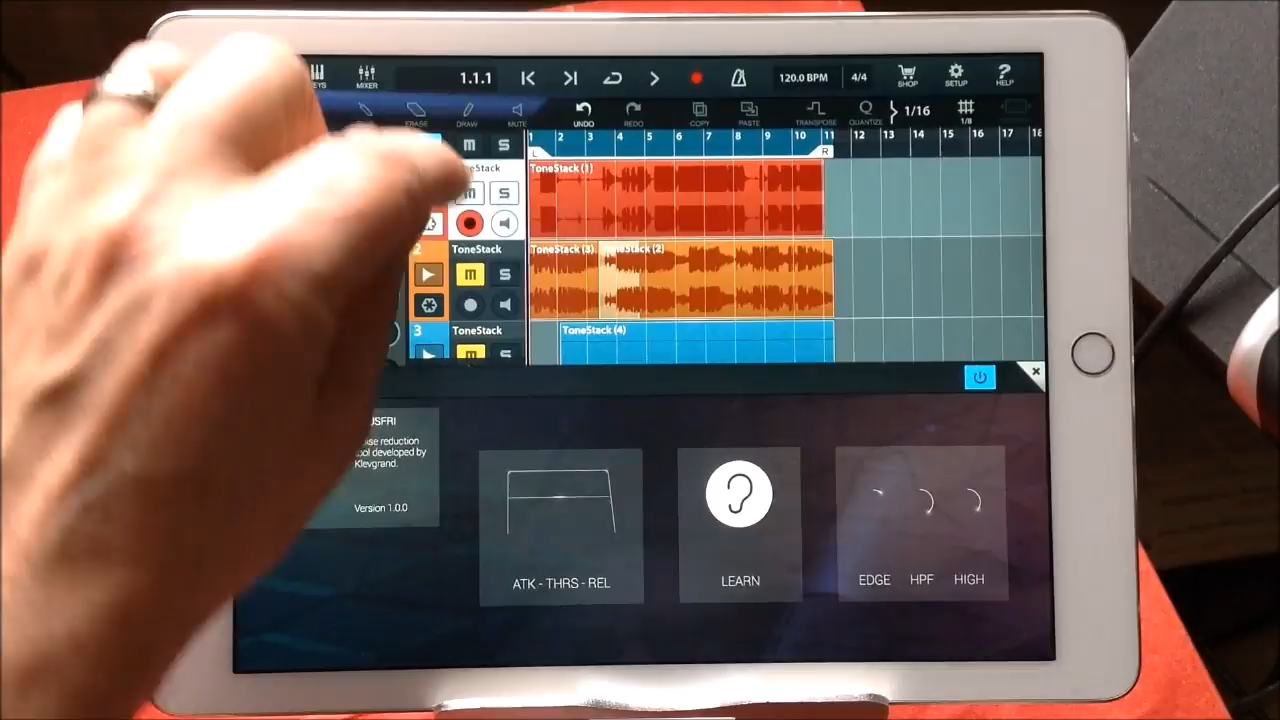 EYS MIXER 1.1.1 120.0 BPM 4/4 SHOP SETUP HELP
ERASE DRAW MUTE UNDO REDO COPY PASTE TRANSPOSE QUANTIZE 1/16 1/8
m S 1 2 3 4 5 6 7 8 9 10 11 12 13 14 15 16 17 18
L R
eStack ToneStack (1)
m S
2 ToneStack ToneStack (3) ToneStack (2)
m S
3 ToneStack ToneStack (4)
m S
USFRI
ise reduction
ool developed by
Klevgrand.
Version 1.0.0
ATK - THRS - REL
LEARN
EDGE HPF HIGH